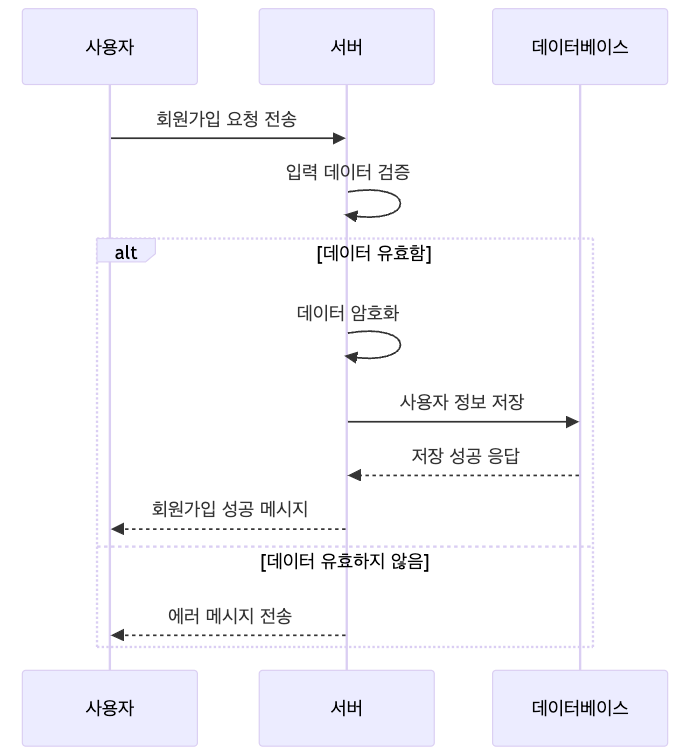 사용자
서버
데이터베이스
회원가입 요청 전송
입력 데이터 검증
alt
[데이터 유효함]
데이터 암호화
사용자 정보 저장
저장 성공 응답
회원가입 성공 메시지
[데이터 유효하지 않음]
에러 메시지 전송
사용자
서버
데이터베이스